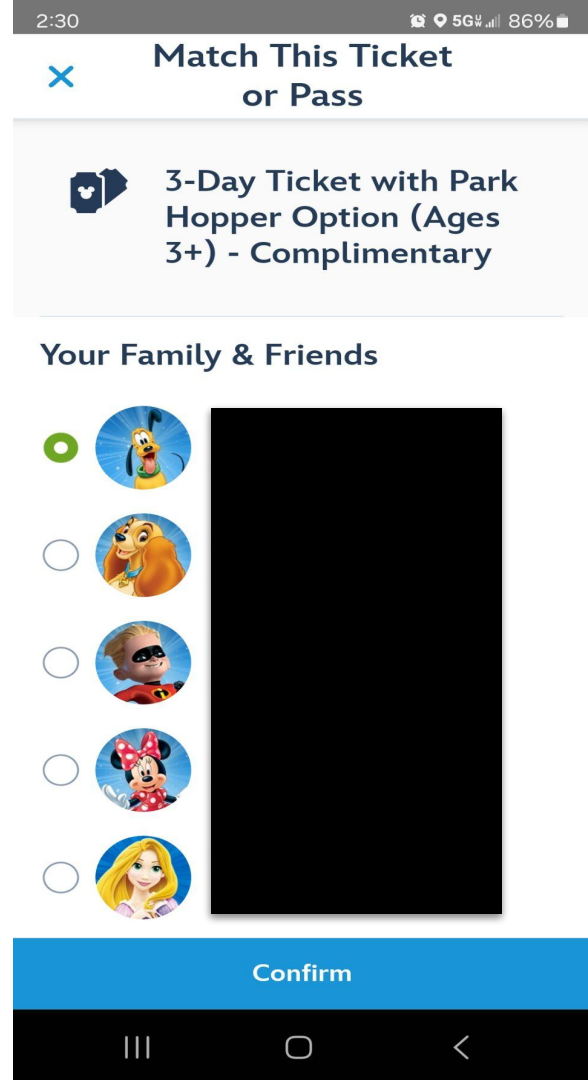 2:30 5G 86%
Match This Ticket
or Pass
3-Day Ticket with Park
Hopper Option (Ages
3+) - Complimentary
Your Family & Friends
Confirm